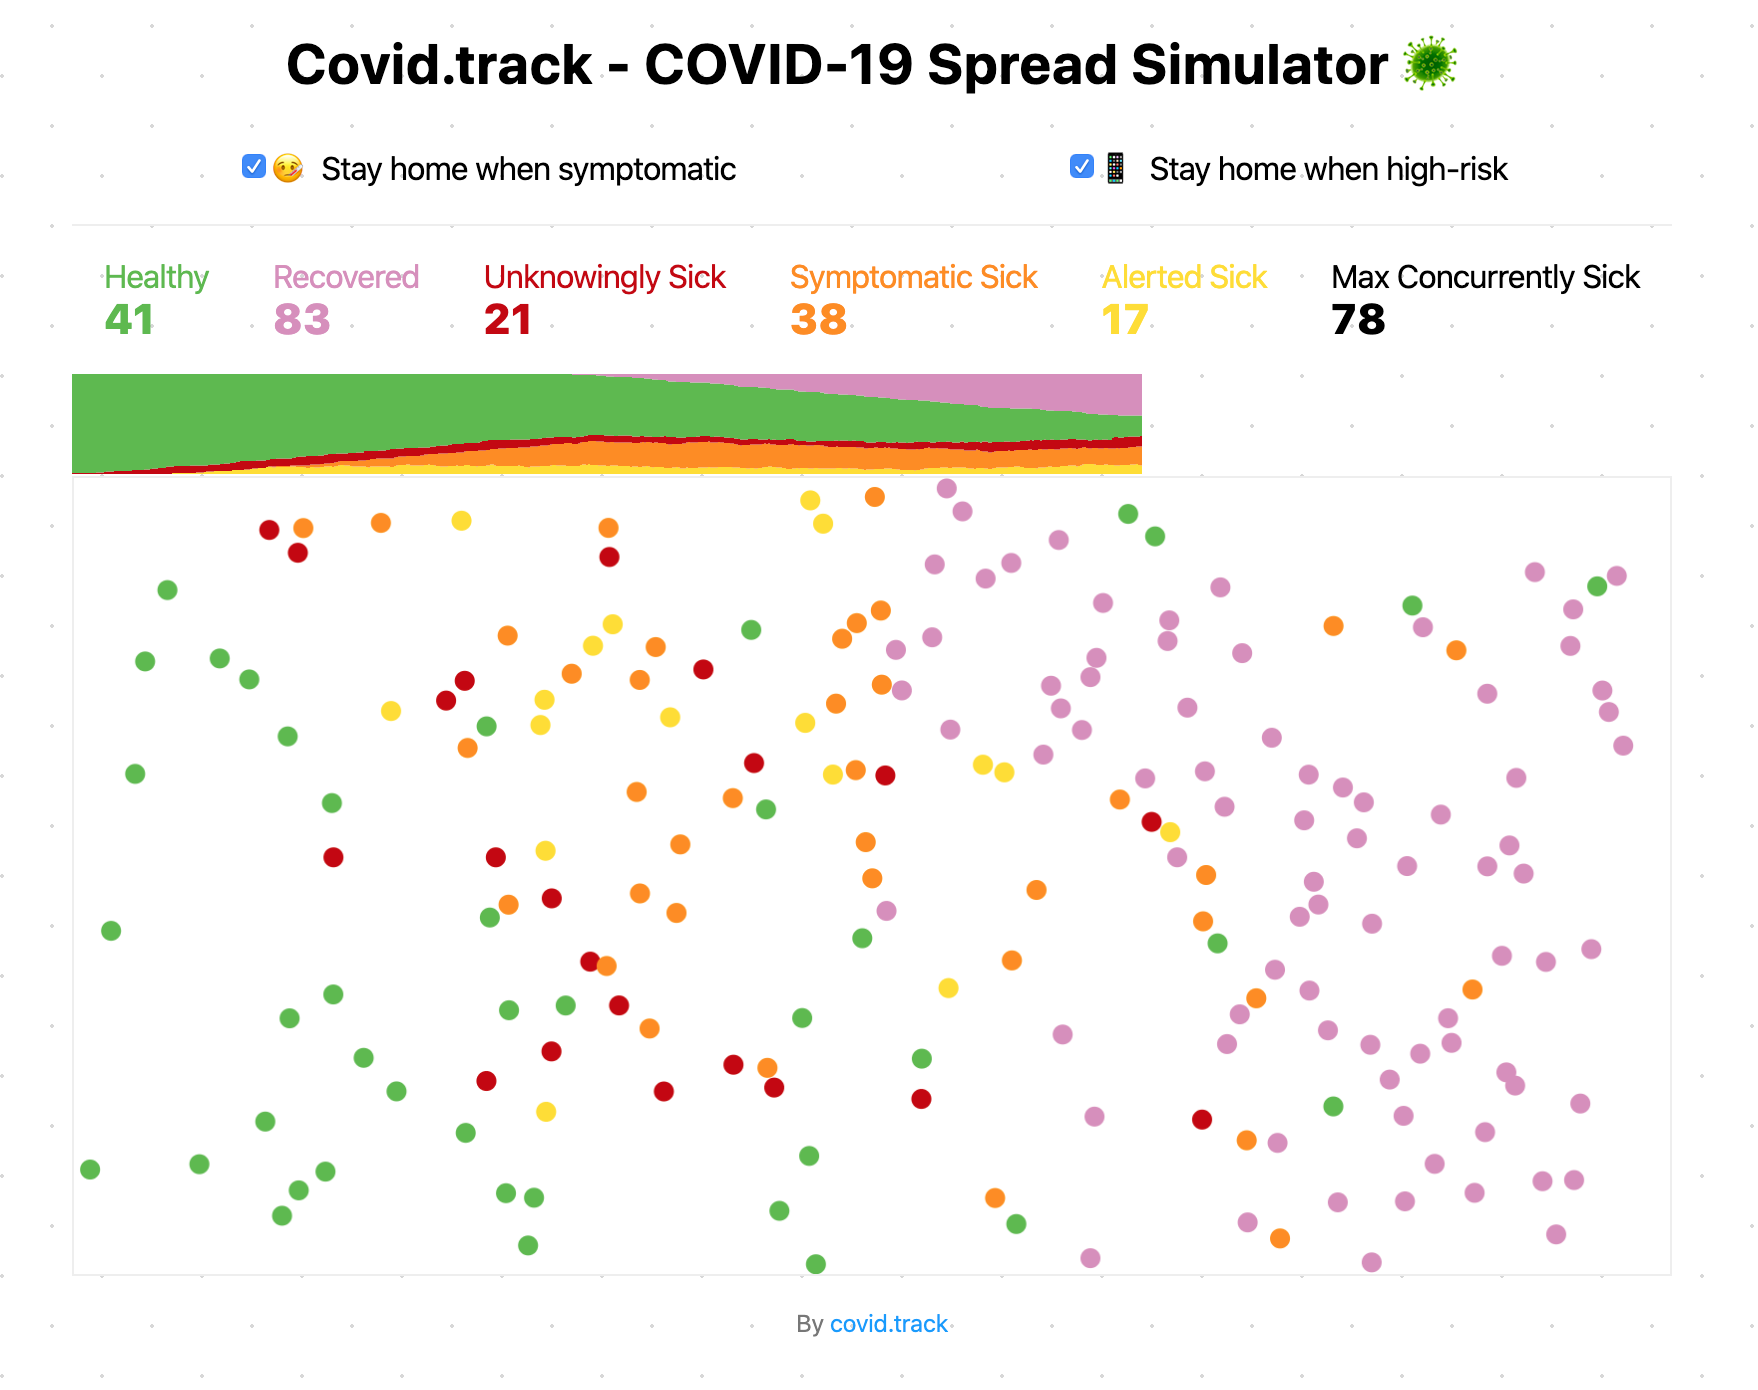 Covid.track - COVID-19 Spread Simulator
Stay home when symptomatic
Stay home when high-risk
Healthy Recovered Unknowingly Sick Symptomatic Sick Alerted Sick Max Concurrently Sick
41 83 21 38 17 78
By covid.track